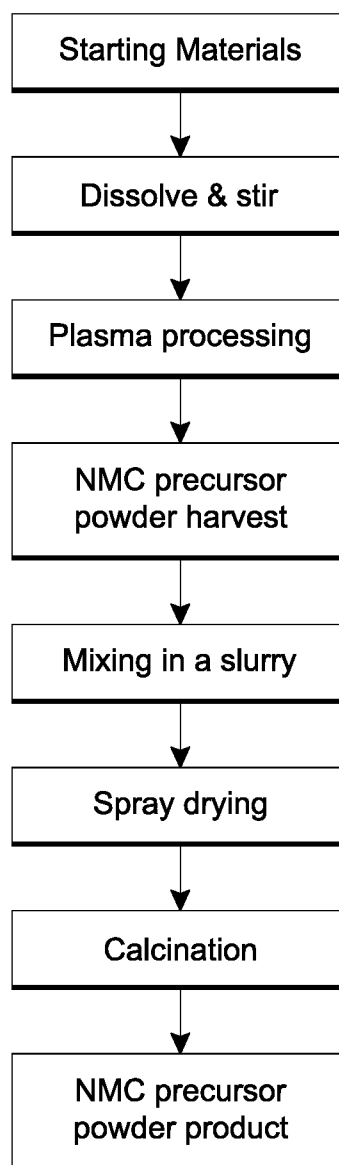 Starting Materials
Dissolve & stir
Plasma processing
NMC precursor
powder harvest
Mixing in a slurry
Spray drying
Calcination
NMC precursor
powder product